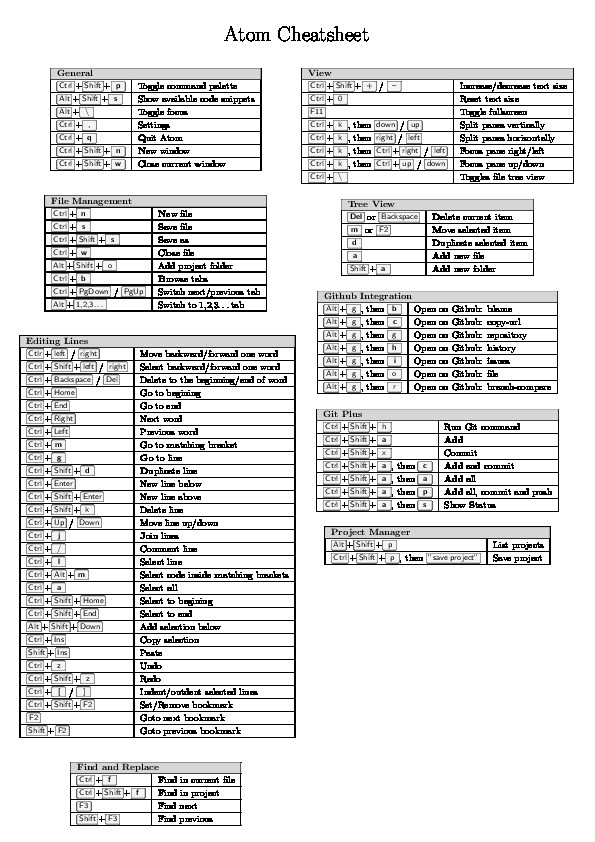 Atom Cheatsheet
General
Ctrl + Shift + p Toggle command palette
Alt + Shift + s Show available code snippets
Alt + \ Toggle focus
Ctrl + , Settings
Ctrl + q Quit Atom
Ctrl + Shift + n New window
Ctrl + Shift + w Close current window
File Management
Ctrl + n New file
Ctrl + s Save file
Ctrl + Shift + s Save as
Ctrl + w Close file
Alt + Shift + o Add project folder
Ctrl + b Browse tabs
Ctrl + PgDown / PgUp Switch next/previous tab
Alt + 1,2,3... Switch to 1,2,3...tab
Editing Lines
Ctlr + left / right Move backward/forward one word
Ctrl + Shift + left / right Select backward/forward one word
Ctrl + Backspace / Del Delete to the beginning/end of word
Ctrl + Home Go to begining
Ctrl + End Go to end
Ctrl + Right Next word
Ctrl + Left Previous word
Ctrl + m Go to matching bracket
Ctrl + g Go to line
Ctrl + Shift + d Duplicate line
Ctrl + Enter New line below
Ctrl + Shift + Enter New line above
Ctrl + Shift + k Delete line
Ctrl + Up / Down Move line up/down
Ctrl + j Join lines
Ctrl + / Comment line
Ctrl + l Select line
Ctrl + Alt + m Select code inside matching brackets
Ctrl + a Select all
Ctrl + Shift + Home Select to begining
Ctrl + Shift + End Select to end
Alt + Shift + Down Add selection below
Ctrl + Ins Copy selection
Shift + Ins Paste
Ctrl + z Undo
Ctrl + Shift + z Redo
Ctrl + [ / ] Indent/outdent selected lines
Ctrl + Shift + F2 Set/Remove bookmark
F2 Goto next bookmark
Shift + F2 Goto previous bookmark
Find and Replace
Ctrl + f Find in current file
Ctrl + Shift + f Find in project
F3 Find next
Shift + F3 Find previous
View
Ctrl + Shift + + / − Increase/decrease text size
Ctrl + 0 Reset text size
F11 Toggle fullscreen
Ctrl + k , then down / up Split panes vertically
Ctrl + k , then right / left Split panes horizontally
Ctrl + k , then Ctrl + right / left Focus pane right/left
Ctrl + k , then Ctrl + up / down Focus pane up/down
Ctrl + \ Toggles file tree view
Tree View
Del or Backspace Delete current item
m or F2 Move selected item
d Duplicate selected item
a Add new file
Shift + a Add new folder
Github Integration
Alt + g , then b Open on Github: blame
Alt + g , then c Open on Github: copy-url
Alt + g , then g Open on Github: repository
Alt + g , then h Open on Github: history
Alt + g , then i Open on Github: issues
Alt + g , then o Open on Github: file
Alt + g , then r Open on Github: branch-compare
Git Plus
Ctrl + Shift + h Run Git command
Ctrl + Shift + a Add
Ctrl + Shift + x Commit
Ctrl + Shift + a , then c Add and commit
Ctrl + Shift + a , then a Add all
Ctrl + Shift + a , then p Add all, commit and push
Ctrl + Shift + a , then s Show Status
Project Manager
Alt + Shift + p List projects
Ctrl + Shift + p , then "save project" Save project